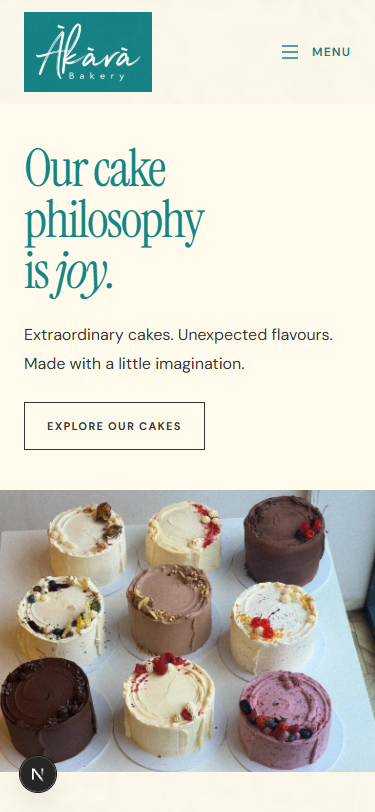 Àkàrà
Bakery
MENU
Our cake
philosophy
is joy.
Extraordinary cakes. Unexpected flavours.
Made with a little imagination.
EXPLORE OUR CAKES
N